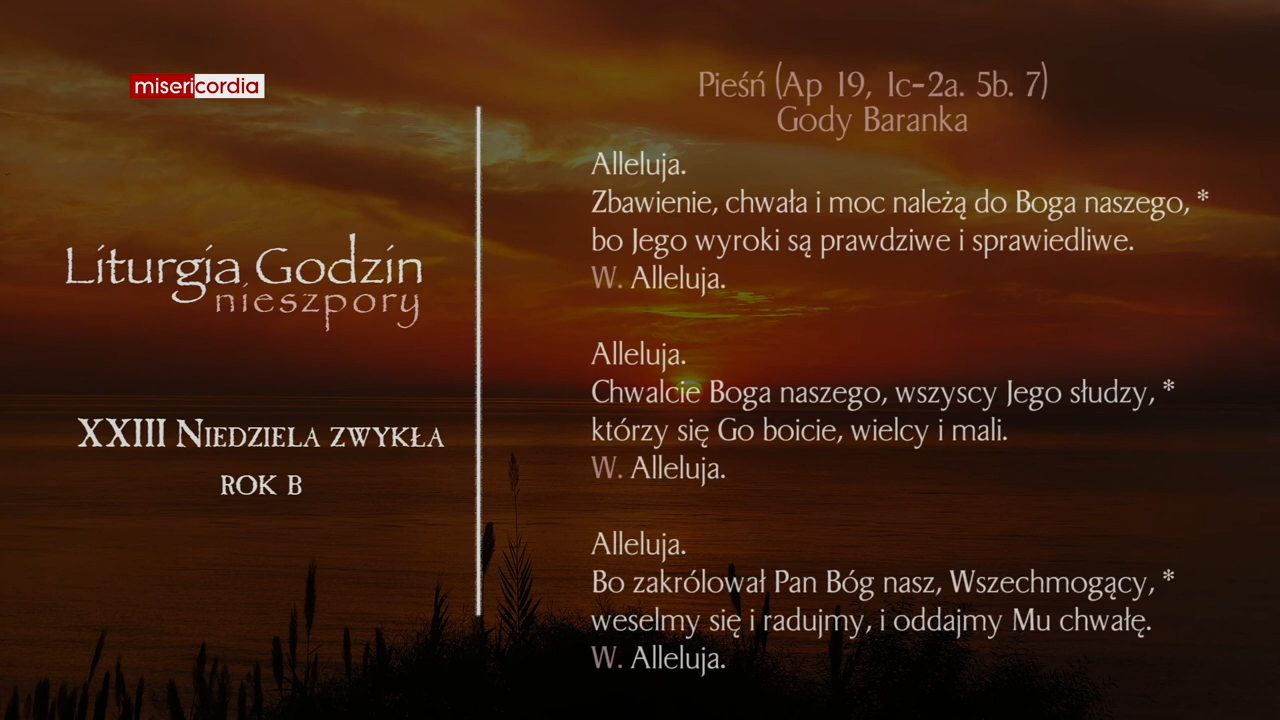 misericordia
Liturgia Godzin
nieszpory
XXIII Niedziela zwykła
rok B
Pieśń (Ap 19, 1c-2a. 5b. 7)
Gody Baranka
Alleluja.
Zbawienie, chwała i moc należą do Boga naszego, *
bo Jego wyroki są prawdziwe i sprawiedliwe.
W. Alleluja.
Alleluja.
Chwalcie Boga naszego, wszyscy Jego słudzy, *
którzy się Go boicie, wielcy i mali.
W. Alleluja.
Alleluja.
Bo zakrólował Pan Bóg nasz, Wszechmogący, *
weselmy się i radujmy, i oddajmy Mu chwałę.
W. Alleluja.